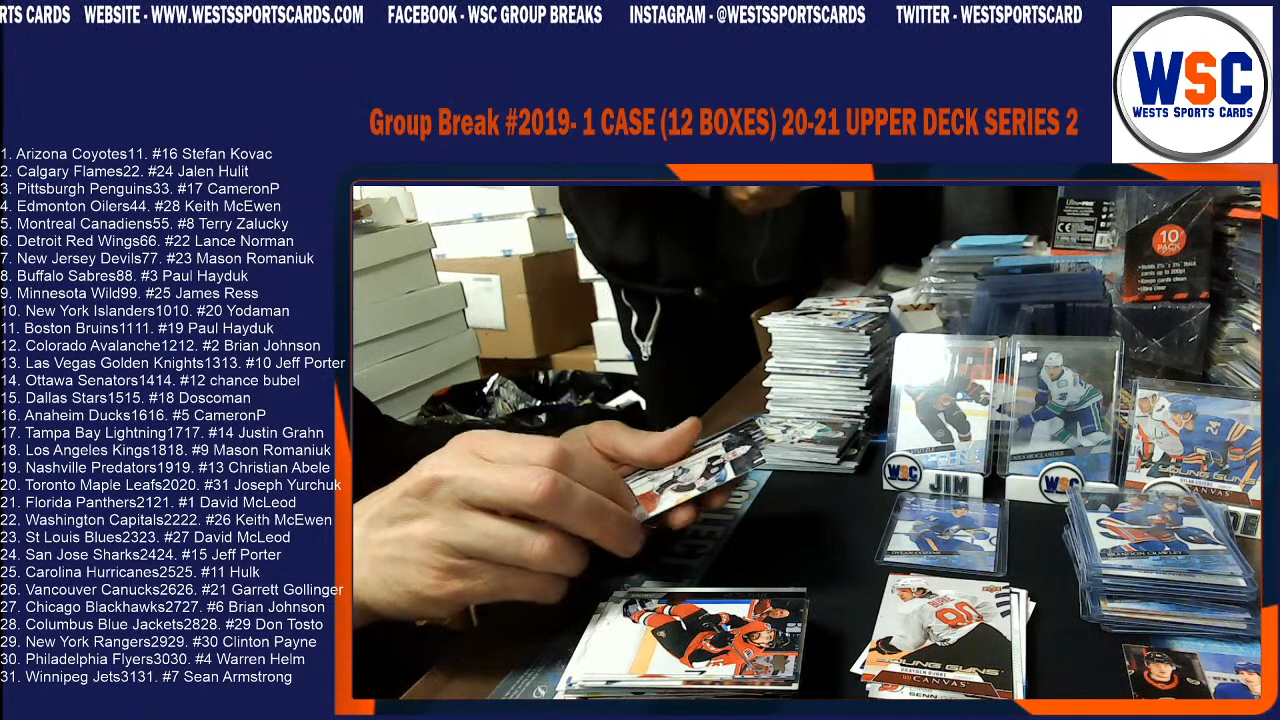 RTS CARDS WEBSITE - WWW.WESTSSPORTSCARDS.COM FACEBOOK - WSC GROUP BREAKS INSTAGRAM - @WESTSSPORTSCARDS TWITTER - WESTSPORTSCARD
WSC
WESTS SPORTS CARDS
Group Break #2019- 1 CASE (12 BOXES) 20-21 UPPER DECK SERIES 2
1. Arizona Coyotes11. #16 Stefan Kovac
2. Calgary Flames22. #24 Jalen Hulit
3. Pittsburgh Penguins33. #17 CameronP
4. Edmonton Oilers44. #28 Keith McEwen
5. Montreal Canadiens55. #8 Terry Zalucky
6. Detroit Red Wings66. #22 Lance Norman
7. New Jersey Devils77. #23 Mason Romaniuk
8. Buffalo Sabres88. #3 Paul Hayduk
9. Minnesota Wild99. #25 James Ress
10. New York Islanders1010. #20 Yodaman
11. Boston Bruins1111. #19 Paul Hayduk
12. Colorado Avalanche1212. #2 Brian Johnson
13. Las Vegas Golden Knights1313. #10 Jeff Porter
14. Ottawa Senators1414. #12 chance bubel
15. Dallas Stars1515. #18 Doscoman
16. Anaheim Ducks1616. #5 CameronP
17. Tampa Bay Lightning1717. #14 Justin Grahn
18. Los Angeles Kings1818. #9 Mason Romaniuk
19. Nashville Predators1919. #13 Christian Abele
20. Toronto Maple Leafs2020. #31 Joseph Yurchuk
21. Florida Panthers2121. #1 David McLeod
22. Washington Capitals2222. #26 Keith McEwen
23. St Louis Blues2323. #27 David McLeod
24. San Jose Sharks2424. #15 Jeff Porter
25. Carolina Hurricanes2525. #11 Hulk
26. Vancouver Canucks2626. #21 Garrett Gollinger
27. Chicago Blackhawks2727. #6 Brian Johnson
28. Columbus Blue Jackets2828. #29 Don Tosto
29. New York Rangers2929. #30 Clinton Payne
30. Philadelphia Flyers3030. #4 Warren Helm
31. Winnipeg Jets3131. #7 Sean Armstrong
10
PACK
NILS HOGLANDER
24
YOUNG GUNS
DYLAN COZENS
CANVAS
WSC
JIM
WSC
DYLAN COZENS
BRANDON CRAWLEY
YOUNG GUNS
BRAYDEN BURKE
CANVAS